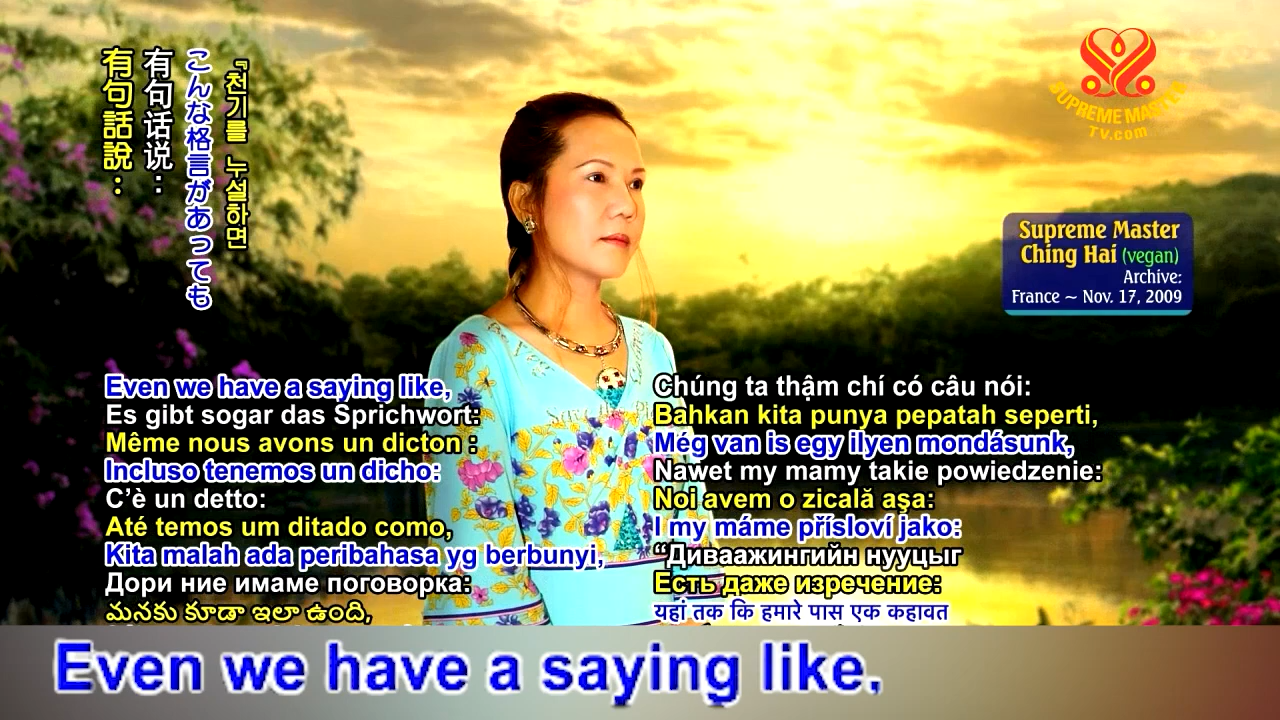 有句話說：
有句话说：
こんな格言があっても
『천기를 누설하면
SUPREME MASTER
TV.com
Supreme Master
Ching Hai (vegan)
Archive:
France ~ Nov. 17, 2009
Even we have a saying like,
Es gibt sogar das Sprichwort:
Même nous avons un dicton :
Incluso tenemos un dicho:
C’è un detto:
Até temos um ditado como,
Kita malah ada peribahasa yg berbunyi,
Дори ние имаме поговорка:
మనకు కూడా ఇలా ఉంది,
Chúng ta thậm chí có câu nói:
Bahkan kita punya pepatah seperti,
Még van is egy ilyen mondásunk,
Nawet my mamy takie powiedzenie:
Noi avem o zicală aşa:
I my máme přísloví jako:
“Диваажингийн нууцыг
Есть даже изречение:
यहां तक कि हमारे पास एक कहावत
Even we have a saying like,